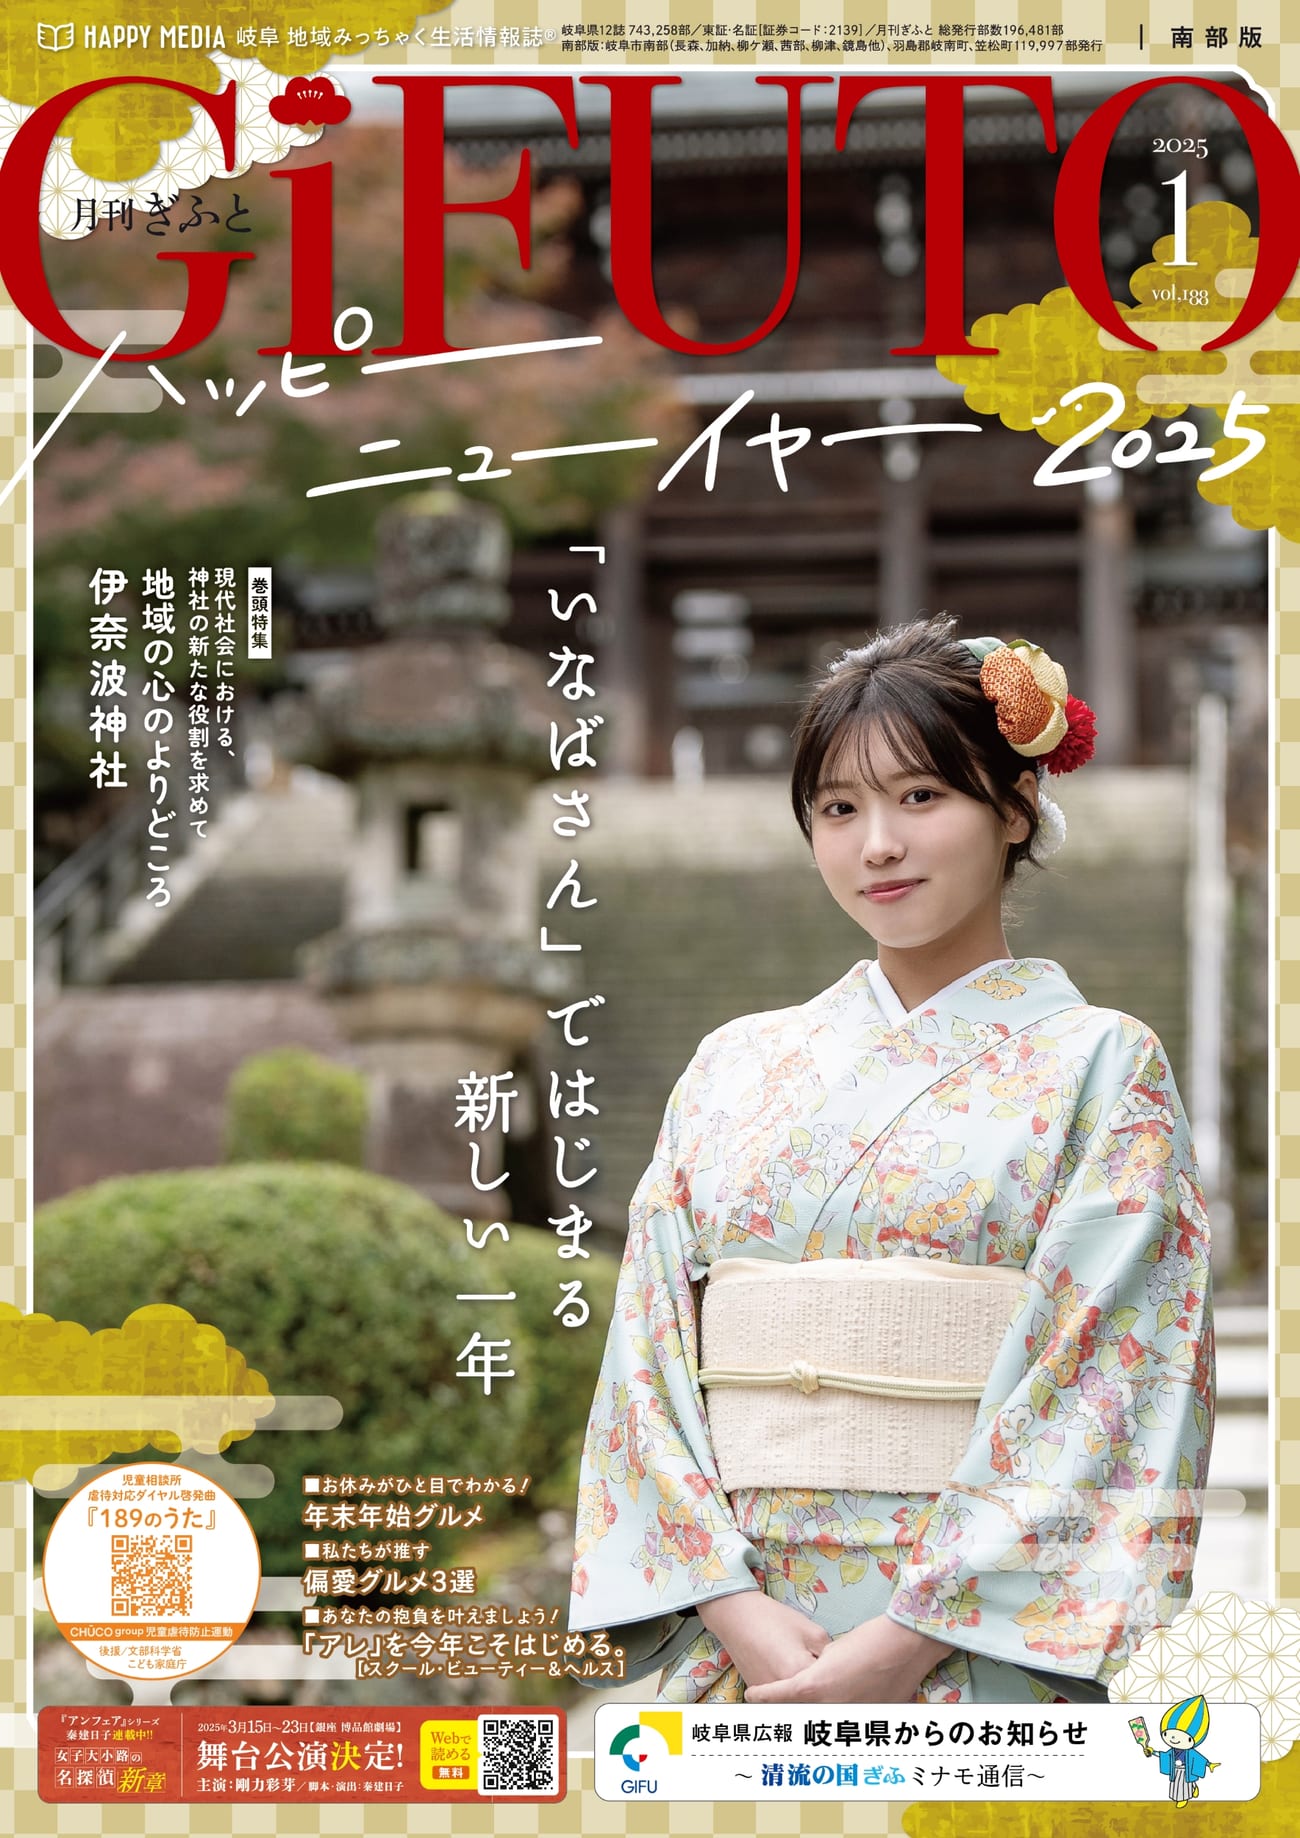 HAPPY MEDIA 岐阜 地域みっちゃく生活情報誌®
岐阜県12誌 743,258部／東証・名証[証券コード：2139]／月刊ぎふと 総発行部数196,481部
南部版：岐阜市南部(長森、加納、柳ケ瀬、茜部、柳津、鏡島他)、羽島郡岐南町、笠松町119,997部発行
南部版
GiFUTO
月刊ぎふと
2025
1
vol,188
ハッピー
ニューイヤー2025
「いなばさん」ではじまる
新しい一年
巻頭特集
現代社会における、
神社の新たな役割を求めて
地域の心のよりどころ
伊奈波神社
児童相談所
虐待対応ダイヤル啓発曲
『189のうた』
CHŪCO group 児童虐待防止運動
後援／文部科学省
こども家庭庁
■お休みがひと目でわかる！
年末年始グルメ
■私たちが推す
偏愛グルメ3選
■あなたの抱負を叶えましょう！
「アレ」を今年こそはじめる。
[スクール・ビューティー&ヘルス]
『アンフェア』シリーズ
秦建日子連載中!!
女子大小路の
名探偵 新章
2025年3月15日〜23日【銀座 博品館劇場】
舞台公演決定!
主演：剛力彩芽／脚本・演出：秦建日子
Webで
読める
無料
GIFU
岐阜県広報 岐阜県からのお知らせ
〜 清流の国ぎふ ミナモ通信〜